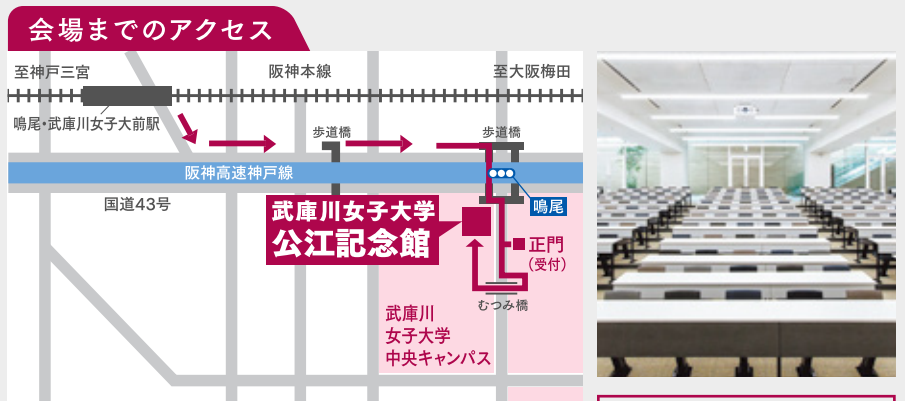 会場までのアクセス
至神戸三宮
阪神本線
至大阪梅田
鳴尾・武庫川女子大前駅
歩道橋
歩道橋
阪神高速神戸線
国道43号
鳴尾
武庫川女子大学
公江記念館
正門
（受付）
むつみ橋
武庫川
女子大学
中央キャンパス